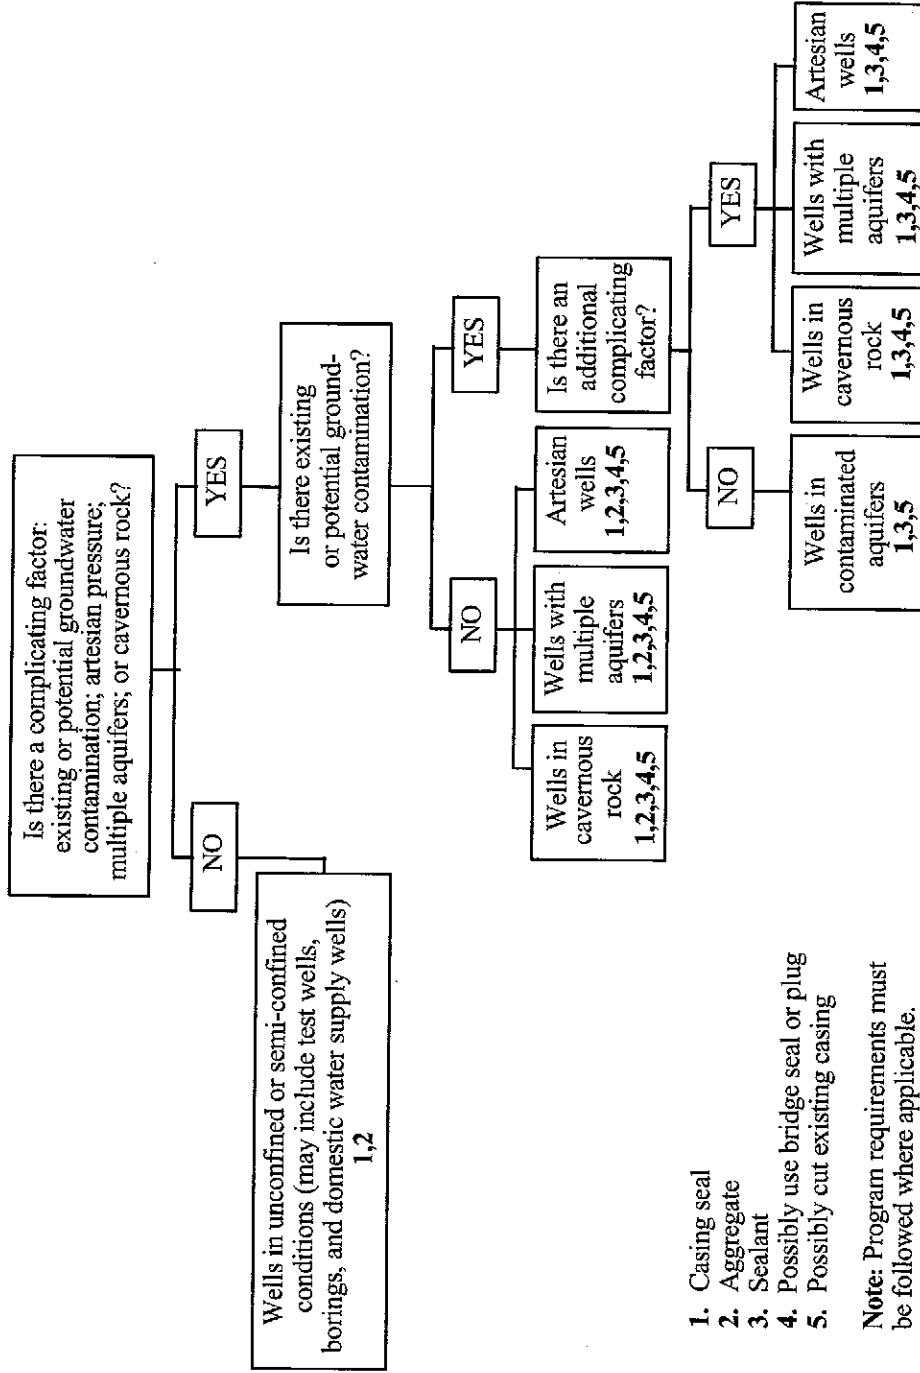 Is there a complicating factor:
existing or potential groundwater
contamination; artesian pressure;
multiple aquifers; or cavernous rock?
NO
YES
Wells in unconfined or semi-confined
conditions (may include test wells,
borings, and domestic water supply wells)
1,2
Is there existing
or potential ground-
water contamination?
NO
YES
Wells in
cavernous
rock
1,2,3,4,5
Wells with
multiple
aquifers
1,2,3,4,5
Artesian
wells
1,2,3,4,5
Is there an
additional
complicating
factor?
NO
YES
Wells in
contaminated
aquifers
1,3,5
Wells in
cavernous
rock
1,3,4,5
Wells with
multiple
aquifers
1,3,4,5
Artesian
wells
1,3,4,5
1. Casing seal
2. Aggregate
3. Sealant
4. Possibly use bridge seal or plug
5. Possibly cut existing casing
Note: Program requirements must
be followed where applicable.